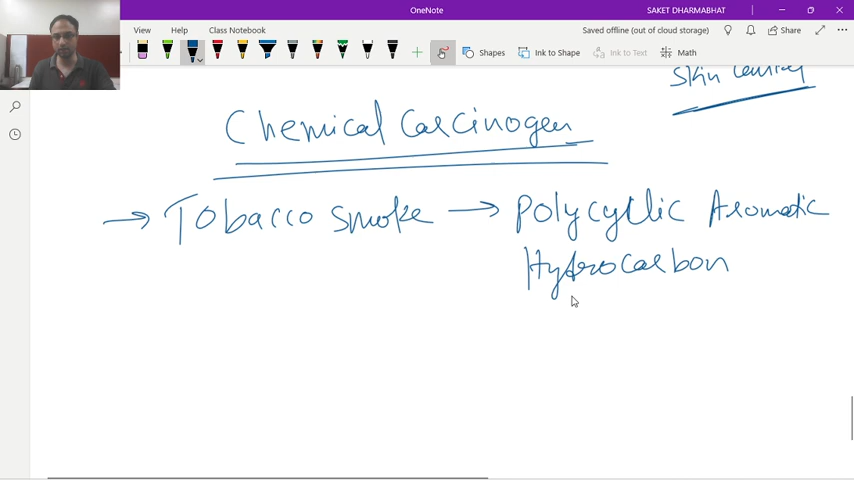 OneNote
SAKET DHARMABHAT
View Help Class Notebook
Saved offline (out of cloud storage)
Share
Shapes
Ink to Shape
Ink to Text
Math
Skin
Chemical Carcinogen
→ Tobacco smoke → Polycyclic Aromatic
Hydrocarbon